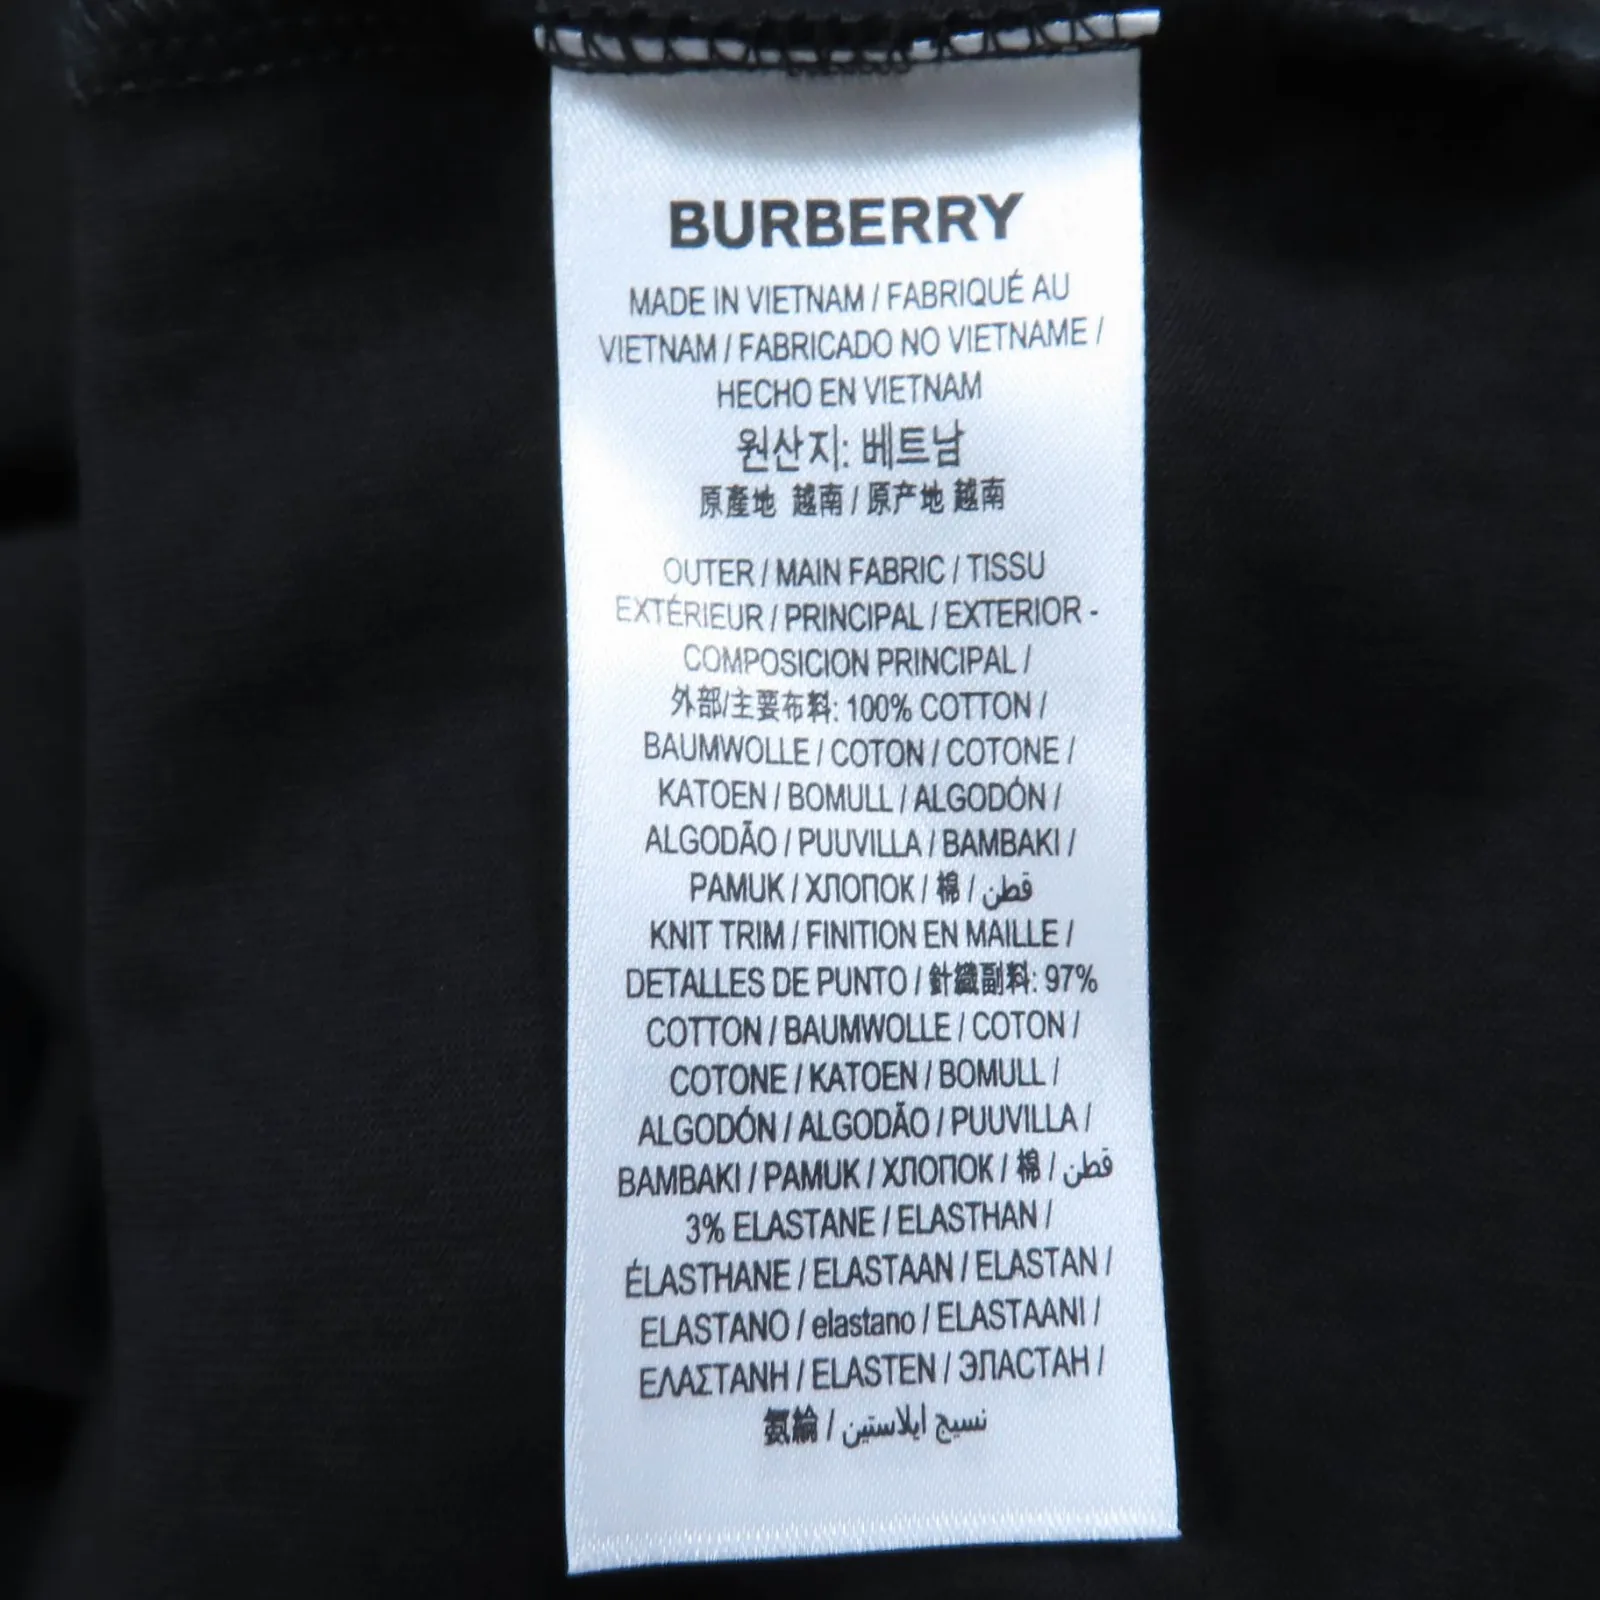 BURBERRY
MADE IN VIETNAM / FABRIQUÉ AU
VIETNAM / FABRICADO NO VIETNAME /
HECHO EN VIETNAM
원산지: 베트남
原產地 越南 / 原产地 越南
OUTER / MAIN FABRIC / TISSU
EXTÉRIEUR / PRINCIPAL / EXTERIOR -
COMPOSICION PRINCIPAL /
外部/主要布料: 100% COTTON /
BAUMWOLLE / COTON / COTONE /
KATOEN / BOMULL / ALGODÓN /
ALGODÃO / PUUVILLA / BAMBAKI /
PAMUK / ХЛОПОК / 棉 / قطن
KNIT TRIM / FINITION EN MAILLE /
DETALLES DE PUNTO / 針織副料: 97%
COTTON / BAUMWOLLE / COTON /
COTONE / KATOEN / BOMULL /
ALGODÓN / ALGODÃO / PUUVILLA /
BAMBAKI / PAMUK / ХЛОПОК / 棉 / قطن
3% ELASTANE / ELASTHAN /
ÉLASTHANE / ELASTAAN / ELASTAN /
ELASTANO / elastano / ELASTAANI /
ΕΛΑΣΤΑΝΗ / ELASTEN / ЭЛАСТАН /
氨綸 / نسيج ايلاستين